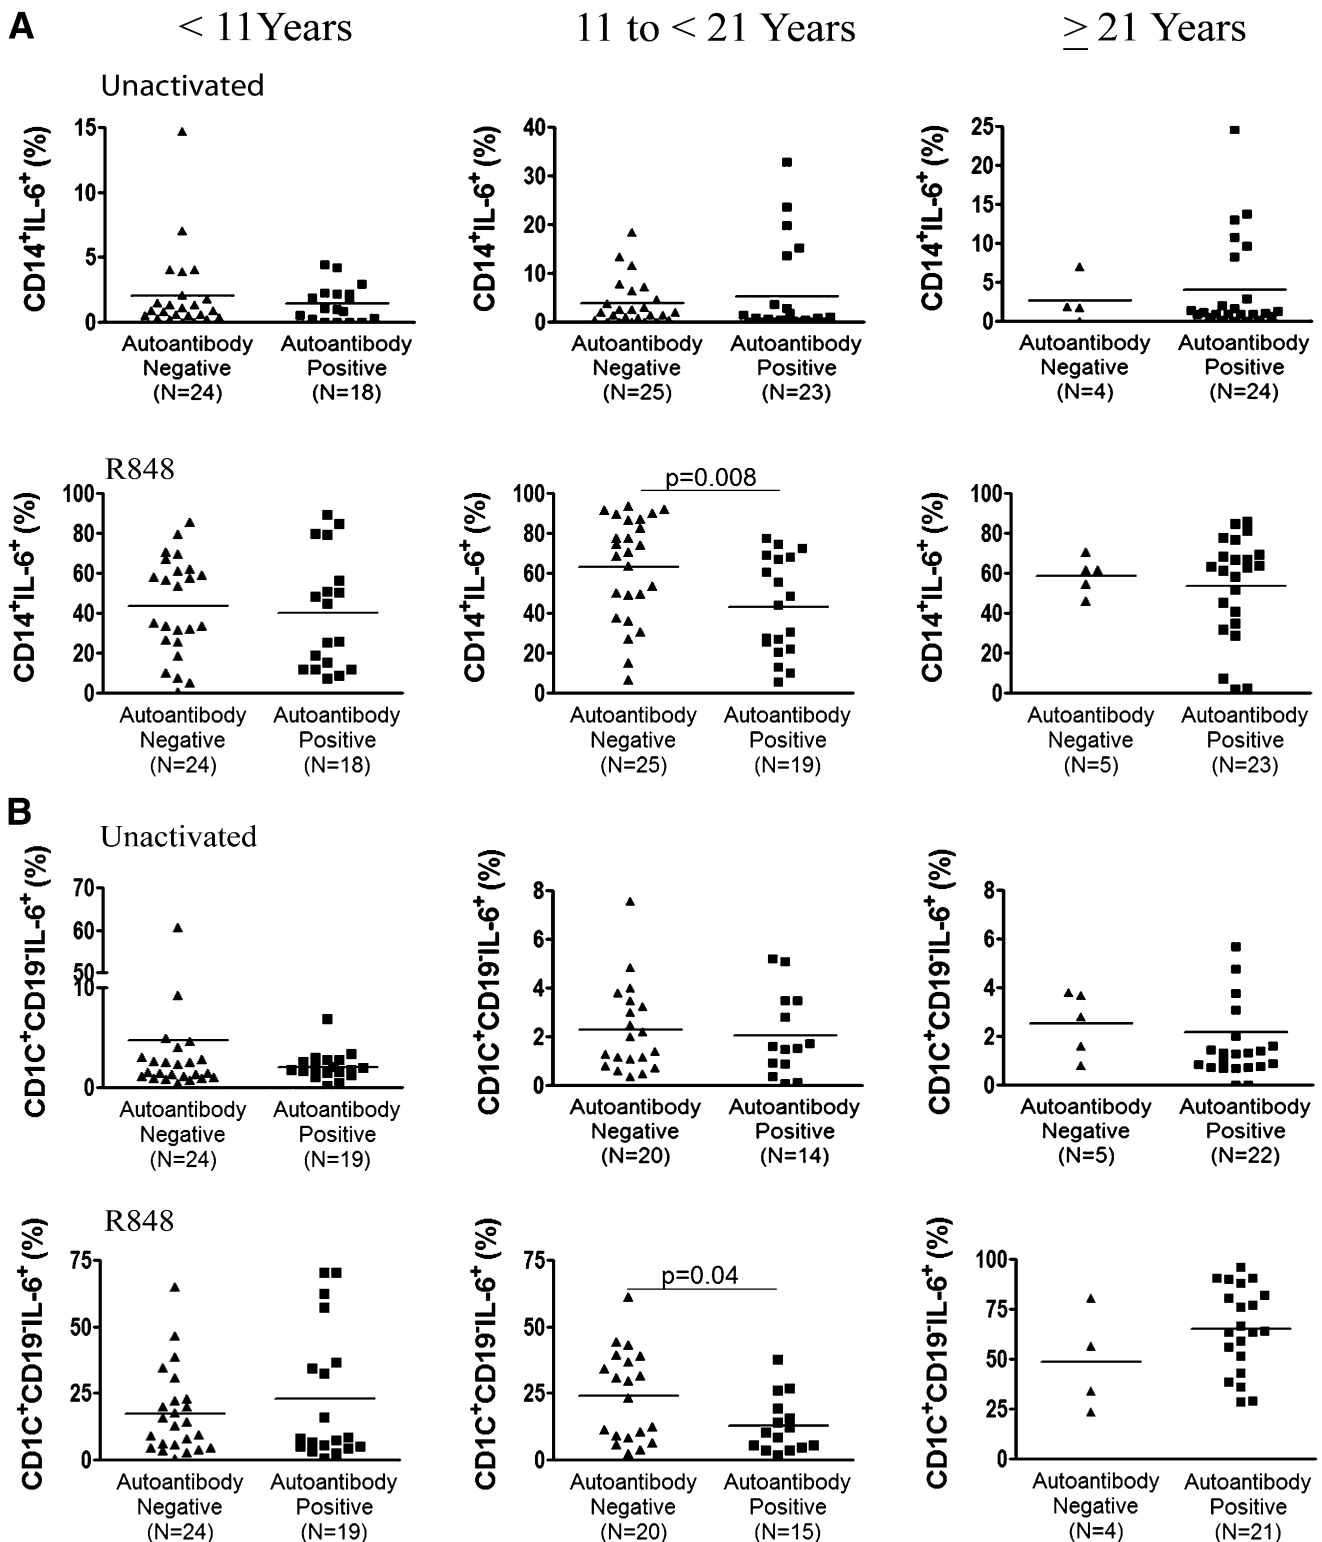 A
< 11Years
11 to < 21 Years
≥ 21 Years
Unactivated
CD14⁺IL-6⁺ (%)
15
10
5
0
Autoantibody
Negative
(N=24)
Autoantibody
Positive
(N=18)
CD14⁺IL-6⁺ (%)
40
30
20
10
0
Autoantibody
Negative
(N=25)
Autoantibody
Positive
(N=23)
CD14⁺IL-6⁺ (%)
25
20
15
10
5
0
Autoantibody
Negative
(N=4)
Autoantibody
Positive
(N=24)
R848
CD14⁺IL-6⁺ (%)
100
80
60
40
20
0
Autoantibody
Negative
(N=24)
Autoantibody
Positive
(N=18)
CD14⁺IL-6⁺ (%)
100
80
60
40
20
0
p=0.008
Autoantibody
Negative
(N=25)
Autoantibody
Positive
(N=19)
CD14⁺IL-6⁺ (%)
100
80
60
40
20
0
Autoantibody
Negative
(N=5)
Autoantibody
Positive
(N=23)
B
Unactivated
CD1C⁺CD19⁻IL-6⁺ (%)
70
60
50
10
0
Autoantibody
Negative
(N=24)
Autoantibody
Positive
(N=19)
CD1C⁺CD19⁻IL-6⁺ (%)
8
6
4
2
0
Autoantibody
Negative
(N=20)
Autoantibody
Positive
(N=14)
CD1C⁺CD19⁻IL-6⁺ (%)
8
6
4
2
0
Autoantibody
Negative
(N=5)
Autoantibody
Positive
(N=22)
R848
CD1C⁺CD19⁻IL-6⁺ (%)
75
50
25
0
Autoantibody
Negative
(N=24)
Autoantibody
Positive
(N=19)
CD1C⁺CD19⁻IL-6⁺ (%)
75
50
25
0
p=0.04
Autoantibody
Negative
(N=20)
Autoantibody
Positive
(N=15)
CD1C⁺CD19⁻IL-6⁺ (%)
100
75
50
25
0
Autoantibody
Negative
(N=4)
Autoantibody
Positive
(N=21)